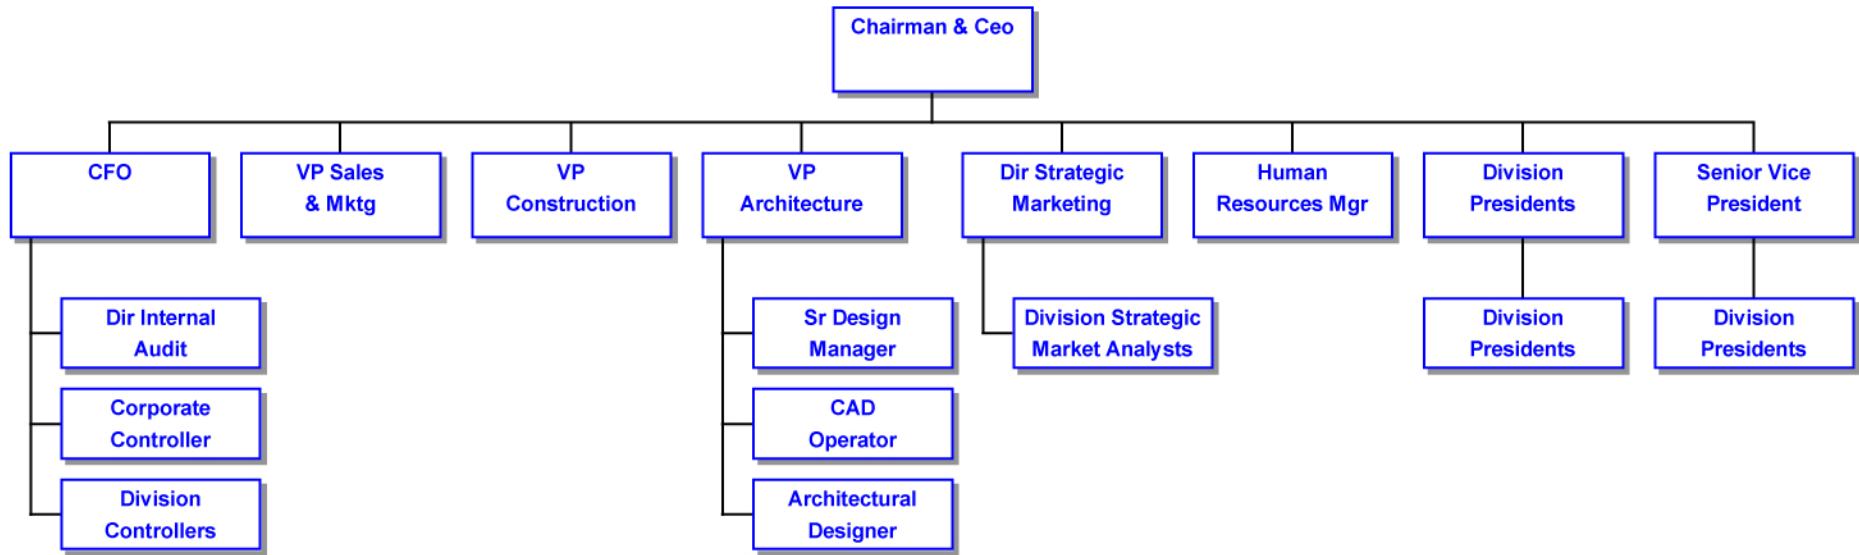 Chairman & Ceo
CFO
VP Sales
& Mktg
VP
Construction
VP
Architecture
Dir Strategic
Marketing
Human
Resources Mgr
Division
Presidents
Senior Vice
President
Dir Internal
Audit
Corporate
Controller
Division
Controllers
Sr Design
Manager
CAD
Operator
Architectural
Designer
Division Strategic
Market Analysts
Division
Presidents
Division
Presidents